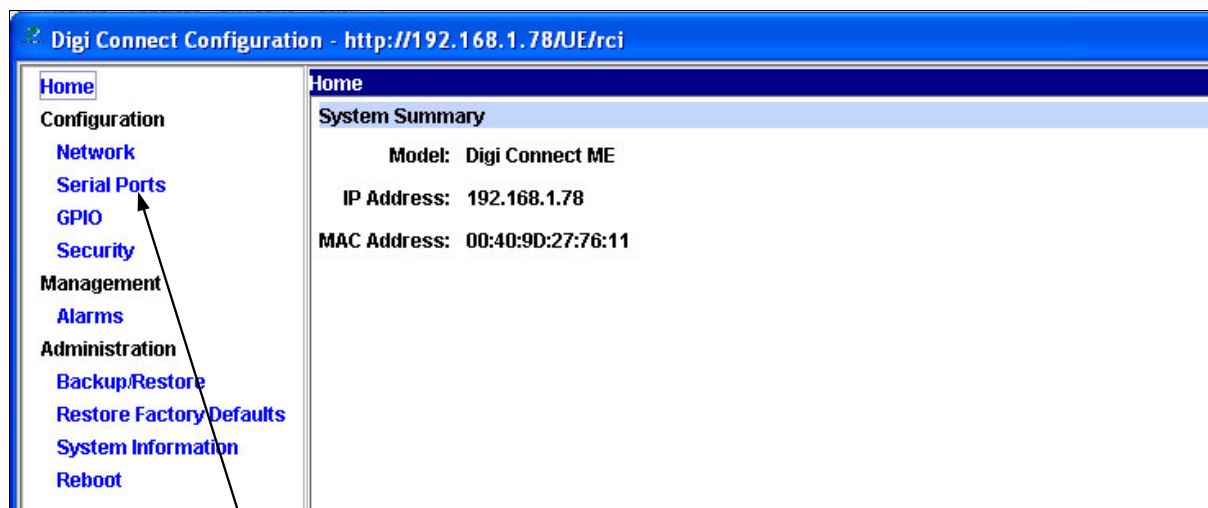 Digi Connect Configuration - http://192.168.1.78/UE/rci
Home
Configuration
Network
Serial Ports
GPIO
Security
Management
Alarms
Administration
Backup/Restore
Restore Factory Defaults
System Information
Reboot
Home
System Summary
Model: Digi Connect ME
IP Address: 192.168.1.78
MAC Address: 00:40:9D:27:76:11